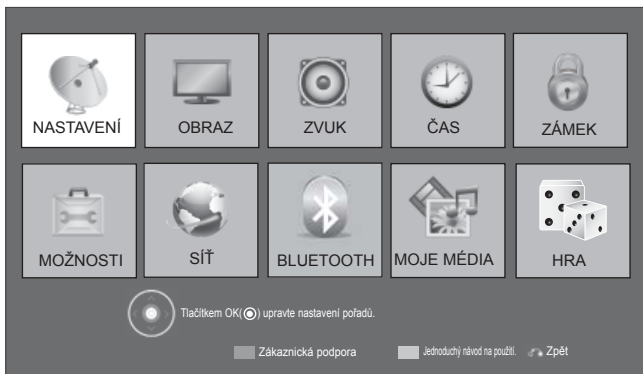 NASTAVENÍ OBRAZ ZVUK ČAS ZÁMEK
MOŽNOSTI SÍŤ BLUETOOTH MOJE MÉDIA HRA
Tlačítkem OK(◉) upravte nastavení pořadů.
Zákaznická podpora Jednoduchý návod na použití. Zpět